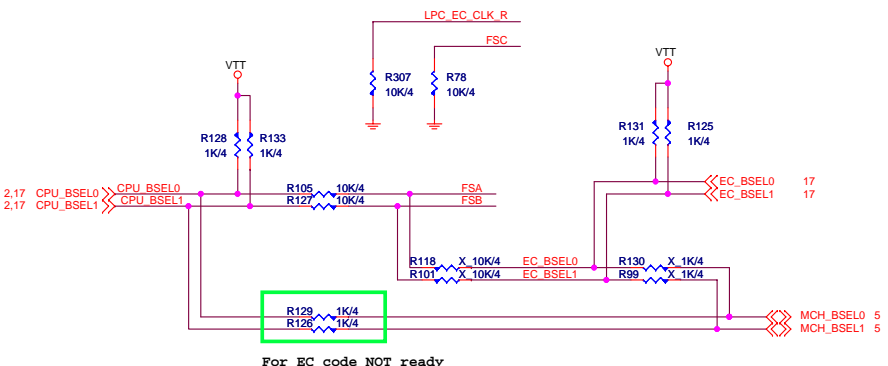 LPC_EC_CLK_R
FSC
VTT
VTT
R307
10K/4
R78
10K/4
R128
1K/4
R133
1K/4
R131
1K/4
R125
1K/4
2,17 CPU_BSEL0 CPU_BSEL0 R105 10K/4 FSA
2,17 CPU_BSEL1 CPU_BSEL1 R127 10K/4 FSB
EC_BSEL0 17
EC_BSEL1 17
R118 X_10K/4 EC_BSEL0 R130 X_1K/4
R101 X_10K/4 EC_BSEL1 R99 X_1K/4
R129 1K/4 MCH_BSEL0 5
R126 1K/4 MCH_BSEL1 5
For EC code NOT ready